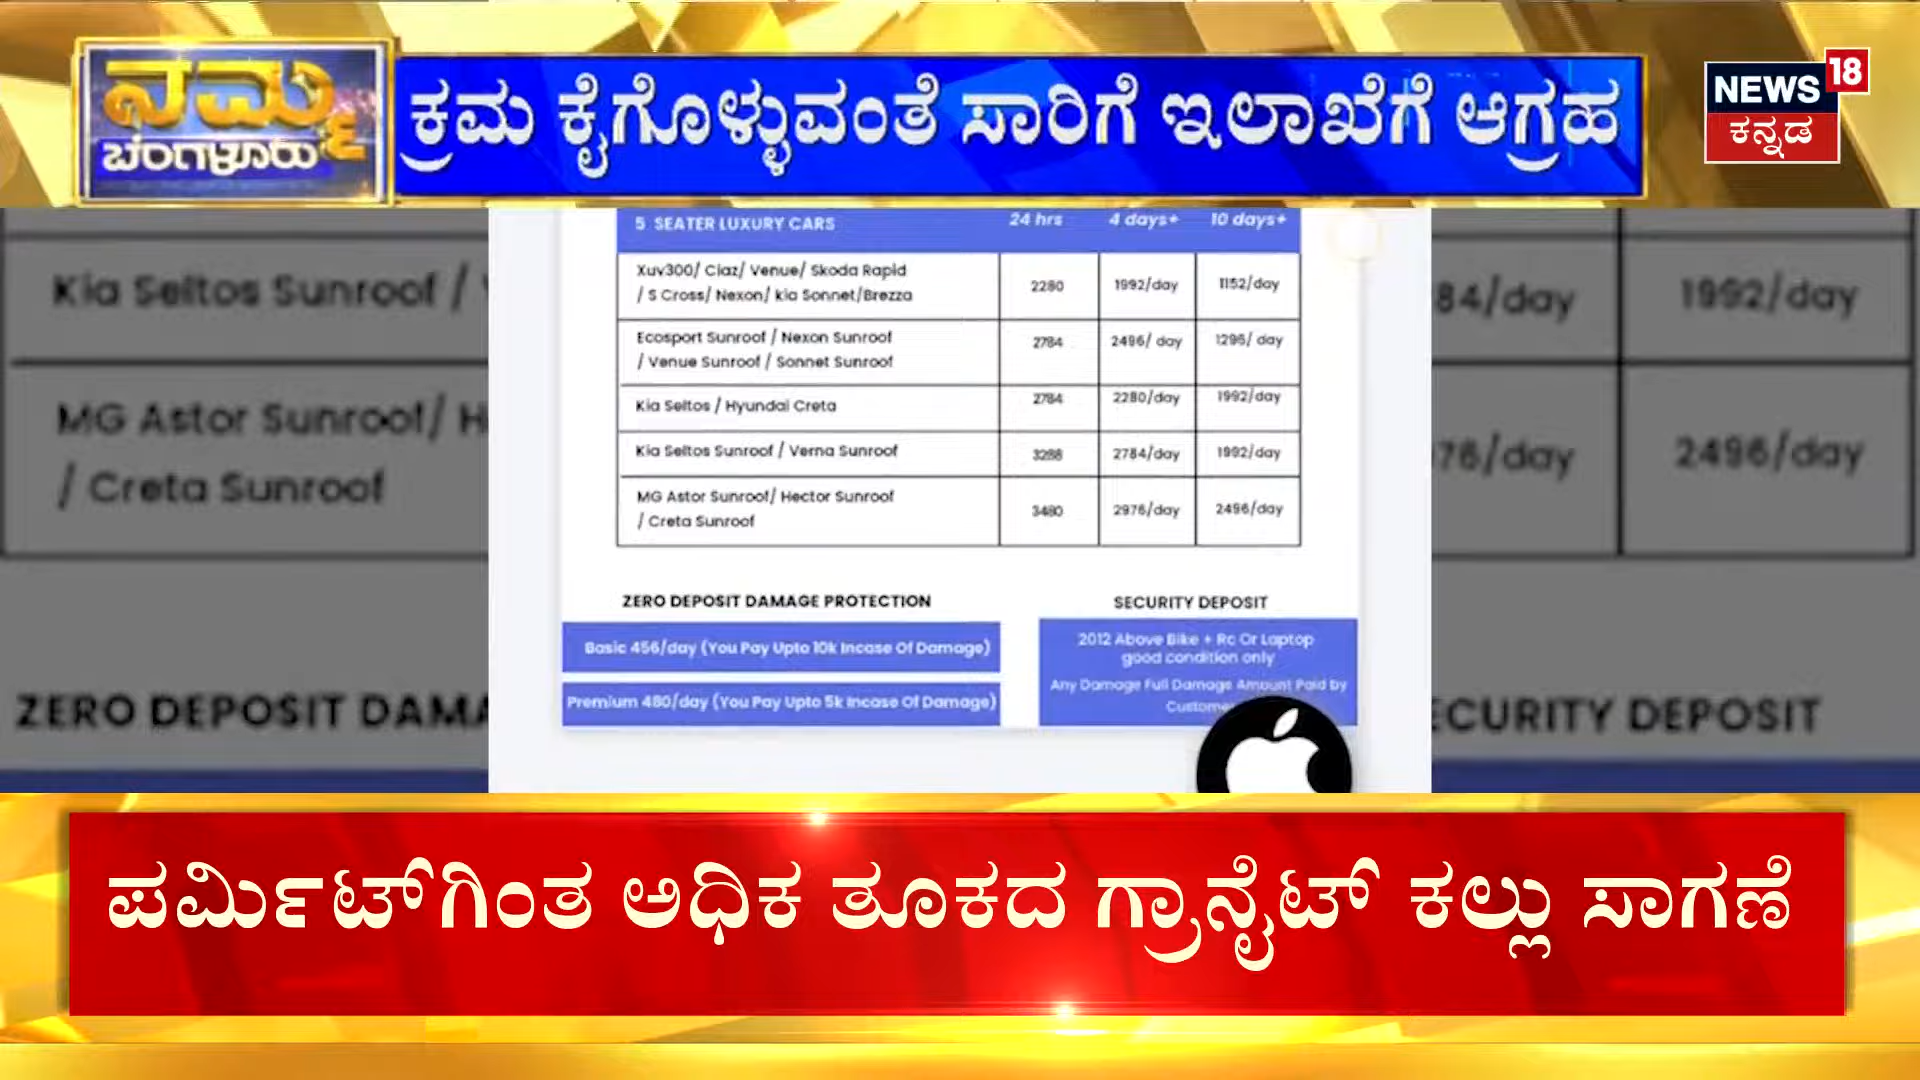 ನಮ್ಮ
ಬೆಂಗಳೂರು
ಕ್ರಮ ಕೈಗೊಳ್ಳುವಂತೆ ಸಾರಿಗೆ ಇಲಾಖೆಗೆ ಆಗ್ರಹ
NEWS 18
ಕನ್ನಡ
5 SEATER LUXURY CARS 24 hrs 4 days+ 10 days+
Xuv300/ Ciaz/ Venue/ Skoda Rapid
/ S Cross/ Nexon/ kia Sonnet/Brezza
2280 1992/day 1152/day
Ecosport Sunroof / Nexon Sunroof
/ Venue Sunroof / Sonnet Sunroof
2784 2496/ day 1296/ day
Kia Seltos / Hyundai Creta 2784 2280/day 1992/day
Kia Seltos Sunroof / Verna Sunroof 3288 2784/day 1992/day
MG Astor Sunroof/ Hector Sunroof
/ Creta Sunroof
3480 2976/day 2496/day
ZERO DEPOSIT DAMAGE PROTECTION
Basic 456/day (You Pay Upto 10k Incase Of Damage)
Premium 480/day (You Pay Upto 5k Incase Of Damage)
SECURITY DEPOSIT
2012 Above Bike + Rc Or Laptop
good condition only
Any Damage Full Damage Amount Paid by
Custome
Kia Seltos Sunroof /
84/day 1992/day
MG Astor Sunroof/ H
/ Creta Sunroof
76/day 2496/day
ZERO DEPOSIT DAMA
ECURITY DEPOSIT
ಪರ್ಮಿಟ್‌ಗಿಂತ ಅಧಿಕ ತೂಕದ ಗ್ರಾನೈಟ್ ಕಲ್ಲು ಸಾಗಣೆ